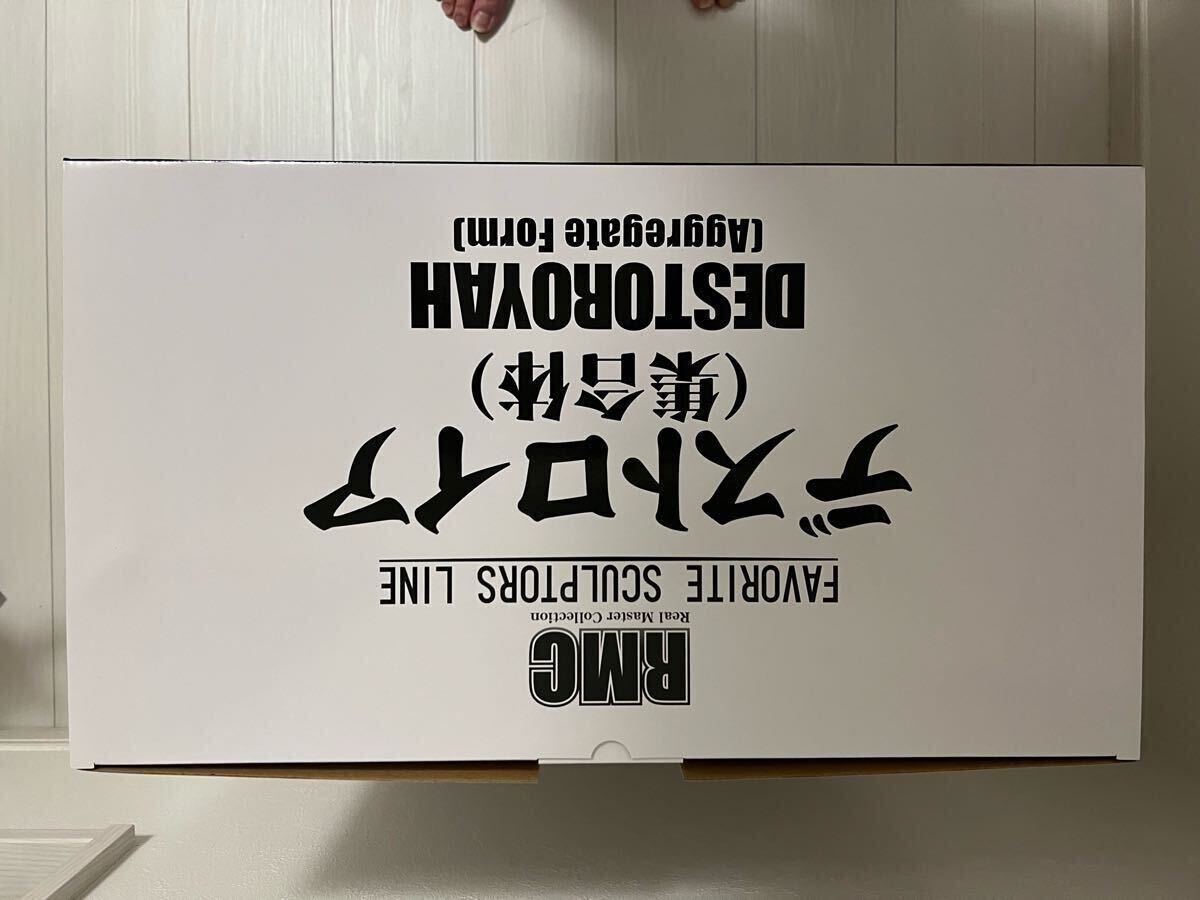 RMC
Real Master Collection
FAVORITE SCULPTORS LINE
デストロイア
(集合体)
DESTOROYAH
(Aggregate Form)